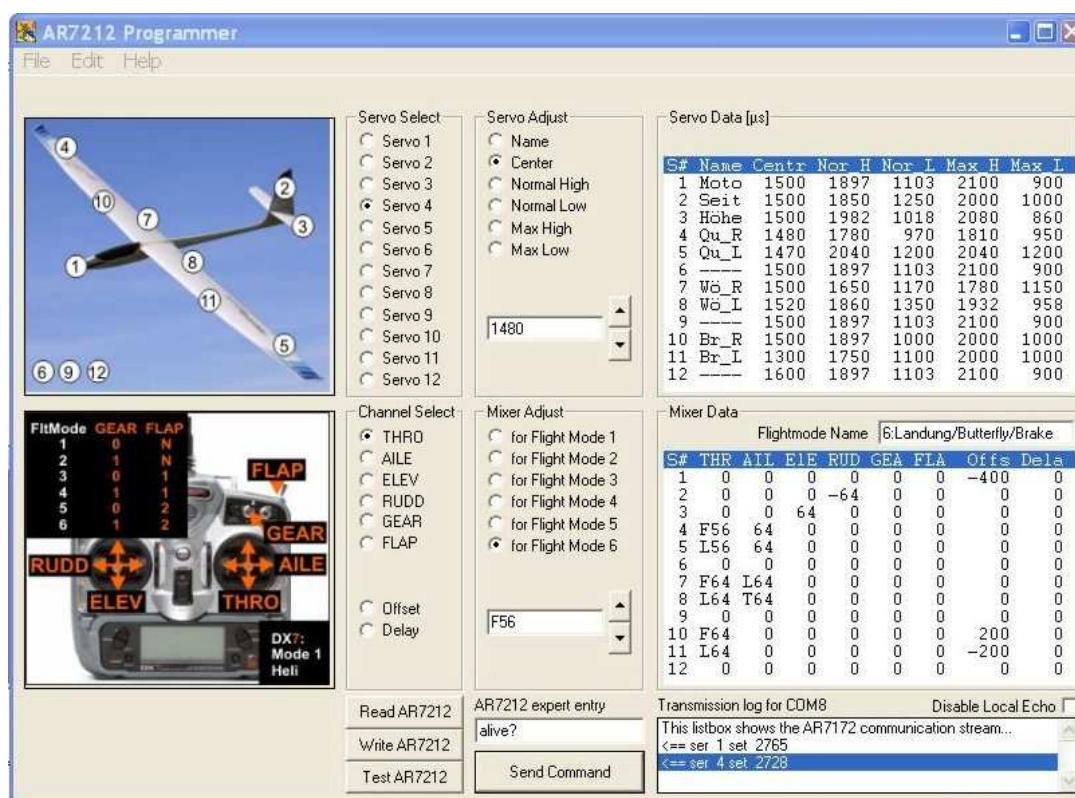 AR7212 Programmer
File Edit Help
4
10
7
2
3
1
8
11
5
6 9 12
Servo Select
Servo 1
Servo 2
Servo 3
Servo 4
Servo 5
Servo 6
Servo 7
Servo 8
Servo 9
Servo 10
Servo 11
Servo 12
Servo Adjust
Name
Center
Normal High
Normal Low
Max High
Max Low
1480
Servo Data [µs]
S# Name Centr Nor H Nor L Max H Max L
1 Moto 1500 1897 1103 2100 900
2 Seit 1500 1850 1250 2000 1000
3 Höhe 1500 1982 1018 2080 860
4 Qu_R 1480 1780 970 1810 950
5 Qu_L 1470 2040 1200 2040 1200
6 ---- 1500 1897 1103 2100 900
7 Wö_R 1500 1650 1170 1780 1150
8 Wö_L 1520 1860 1350 1932 958
9 ---- 1500 1897 1103 2100 900
10 Br_R 1500 1897 1000 2000 1000
11 Br_L 1300 1750 1100 2000 1000
12 ---- 1600 1897 1103 2100 900
FltMode GEAR FLAP
1 0 N
2 1 N
3 0 1
4 1 1
5 0 2
6 1 2
FLAP
GEAR
RUDD
AILE
ELEV
THRO
DX7:
Mode 1
Heli
Channel Select
THRO
AILE
ELEV
RUDD
GEAR
FLAP
Offset
Delay
Mixer Adjust
for Flight Mode 1
for Flight Mode 2
for Flight Mode 3
for Flight Mode 4
for Flight Mode 5
for Flight Mode 6
F56
Mixer Data
Flightmode Name 6:Landung/Butterfly/Brake
S# THR AIL ElE RUD GEA FLA Offs Dela
1 0 0 0 0 0 0 -400 0
2 0 0 0 -64 0 0 0 0
3 0 0 64 0 0 0 0 0
4 F56 64 0 0 0 0 0 0
5 L56 64 0 0 0 0 0 0
6 0 0 0 0 0 0 0 0
7 F64 L64 0 0 0 0 0 0
8 L64 T64 0 0 0 0 0 0
9 0 0 0 0 0 0 0 0
10 F64 0 0 0 0 0 200 0
11 L64 0 0 0 0 0 -200 0
12 0 0 0 0 0 0 0 0
Read AR7212
Write AR7212
Test AR7212
AR7212 expert entry
alive?
Send Command
Transmission log for COM8 Disable Local Echo
This listbox shows the AR7172 communication stream...
<== ser 1 set 2765
<== ser 4 set 2728